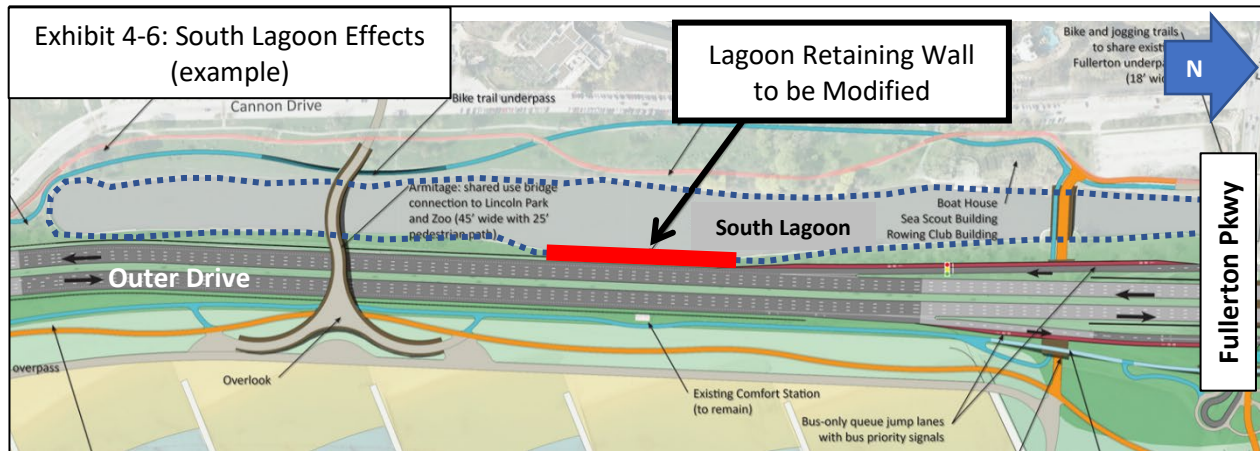 Exhibit 4-6: South Lagoon Effects
(example)
Lagoon Retaining Wall
to be Modified
Bike and jogging trails
to share
Fullerton
(18'
N
Cannon Drive
Bike trail underpass
Armitage: shared use bridge
connection to Lincoln Park
and Zoo (45' wide with 25'
pedestrian path)
South Lagoon
Boat House
Sea Scout Building
Rowing Club Building
Outer Drive
Fullerton Pkwy
overpass
Overlook
Existing Comfort Station
(to remain)
Bus-only queue jump lanes
with bus priority signals